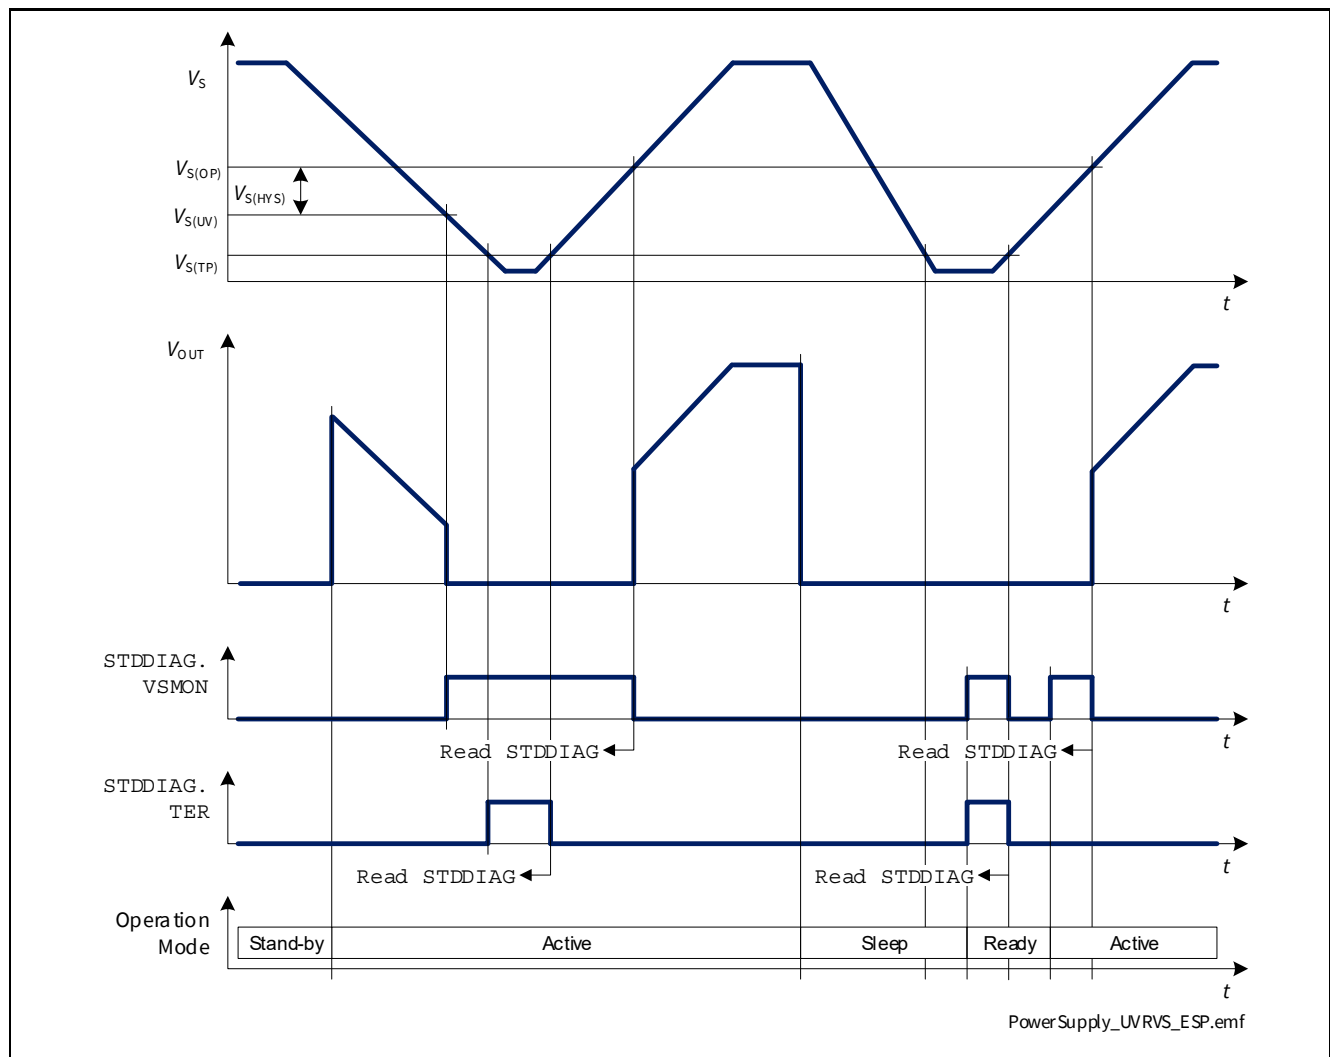 VS
VS(OP)
VS(HYS)
VS(UV)
VS(TP)
t
VOUT
t
STDDIAG.
VSMON
t
Read STDDIAG
Read STDDIAG
STDDIAG.
TER
t
Read STDDIAG
Read STDDIAG
Operation
Mode
Stand-by
Active
Sleep
Ready
Active
t
PowerSupply_UVRVS_ESP.emf